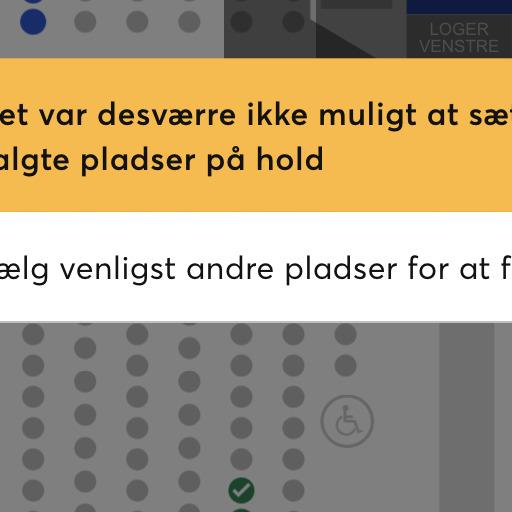 LOGER
VENSTRE
et var desværre ikke muligt at sæt
algte pladser på hold
ælg venligst andre pladser for at f